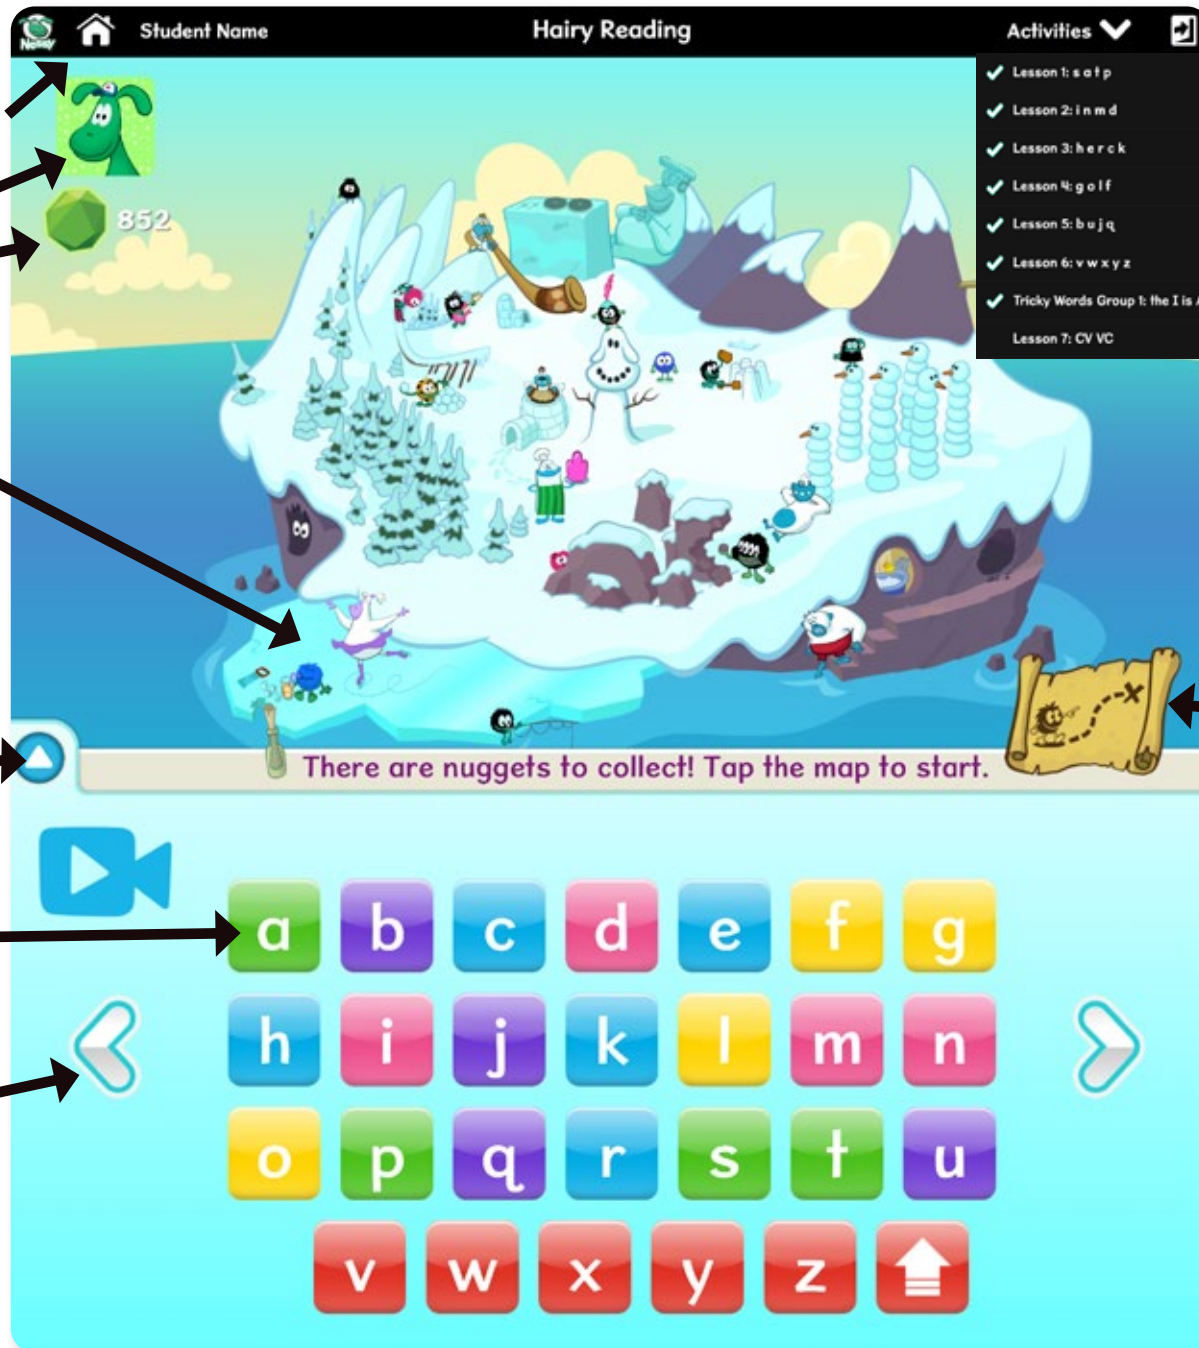 Nessy
Student Name
Hairy Reading
Activities
Lesson 1: s a t p
Lesson 2: i n m d
Lesson 3: h e r c k
Lesson 4: g o l f
Lesson 5: b u j q
Lesson 6: v w x y z
Tricky Words Group 1: the I is
Lesson 7: CV VC
852
There are nuggets to collect! Tap the map to start.
a b c d e f g
h i j k l m n
o p q r s t u
v w x y z